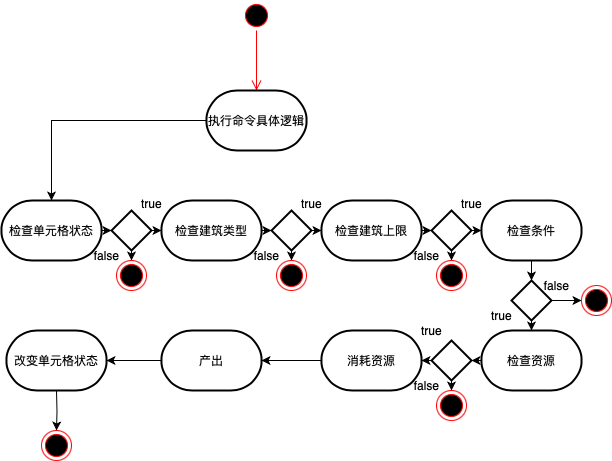 执行命令具体逻辑
true
true
true
检查单元格状态
检查建筑类型
检查建筑上限
检查条件
false
false
false
false
true
true
改变单元格状态
产出
消耗资源
检查资源
false